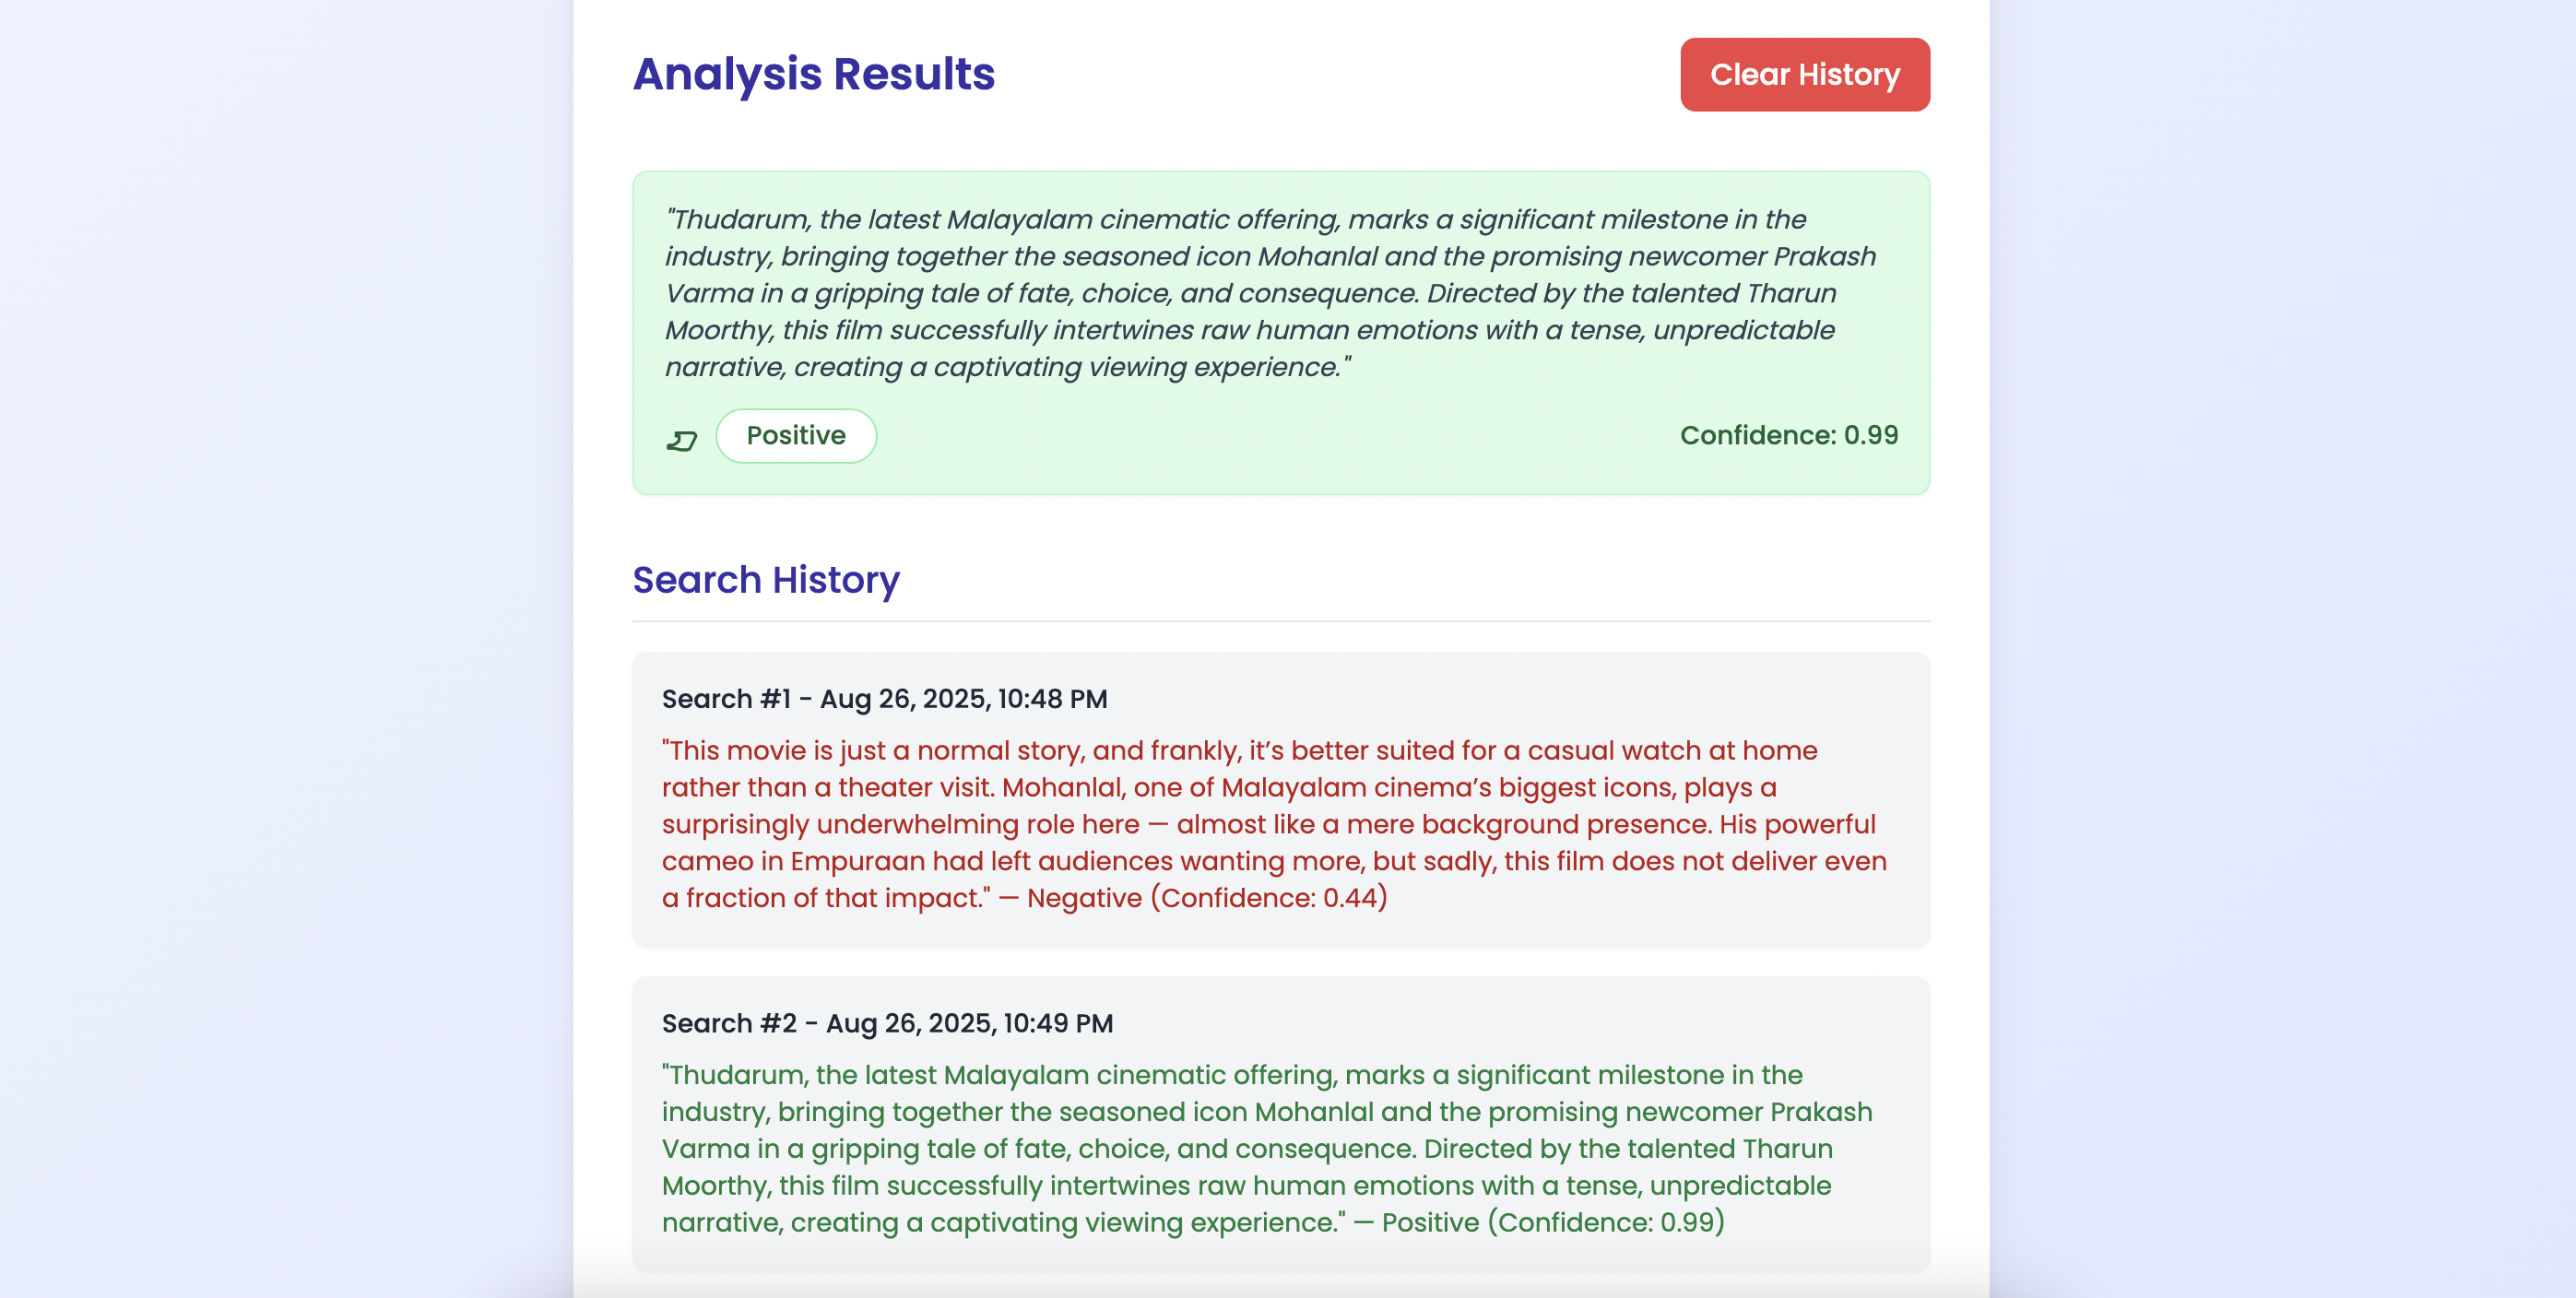 Analysis Results
Clear History
"Thudarum, the latest Malayalam cinematic offering, marks a significant milestone in the
industry, bringing together the seasoned icon Mohanlal and the promising newcomer Prakash
Varma in a gripping tale of fate, choice, and consequence. Directed by the talented Tharun
Moorthy, this film successfully intertwines raw human emotions with a tense, unpredictable
narrative, creating a captivating viewing experience."
Positive
Confidence: 0.99
Search History
Search #1 - Aug 26, 2025, 10:48 PM
"This movie is just a normal story, and frankly, it’s better suited for a casual watch at home
rather than a theater visit. Mohanlal, one of Malayalam cinema’s biggest icons, plays a
surprisingly underwhelming role here — almost like a mere background presence. His powerful
cameo in Empuraan had left audiences wanting more, but sadly, this film does not deliver even
a fraction of that impact." — Negative (Confidence: 0.44)
Search #2 - Aug 26, 2025, 10:49 PM
"Thudarum, the latest Malayalam cinematic offering, marks a significant milestone in the
industry, bringing together the seasoned icon Mohanlal and the promising newcomer Prakash
Varma in a gripping tale of fate, choice, and consequence. Directed by the talented Tharun
Moorthy, this film successfully intertwines raw human emotions with a tense, unpredictable
narrative, creating a captivating viewing experience." — Positive (Confidence: 0.99)